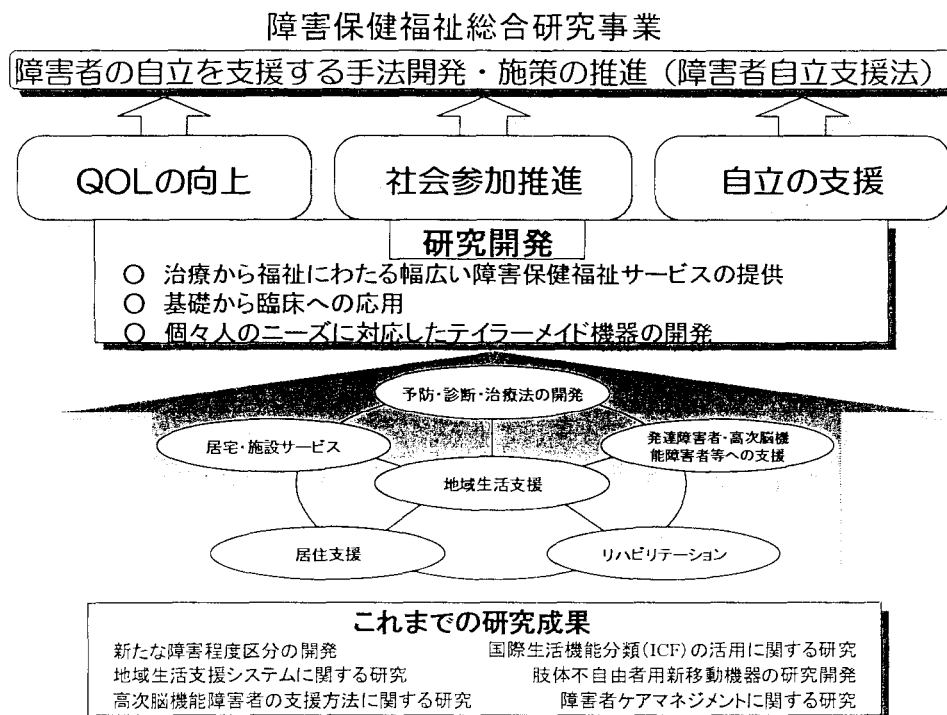 障害保健福祉総合研究事業
障害者の自立を支援する手法開発・施策の推進（障害者自立支援法）
QOLの向上
社会参加推進
自立の支援
研究開発
○ 治療から福祉にわたる幅広い障害保健福祉サービスの提供
○ 基礎から臨床への応用
○ 個々人のニーズに対応したテイラーメイド機器の開発
予防・診断・治療法の開発
居宅・施設サービス
発達障害者・高次脳機
能障害者等への支援
地域生活支援
居住支援
リハビリテーション
これまでの研究成果
新たな障害程度区分の開発
国際生活機能分類(ICF)の活用に関する研究
地域生活支援システムに関する研究
肢体不自由者用新移動機器の研究開発
高次脳機能障害者の支援方法に関する研究
障害者ケアマネジメントに関する研究